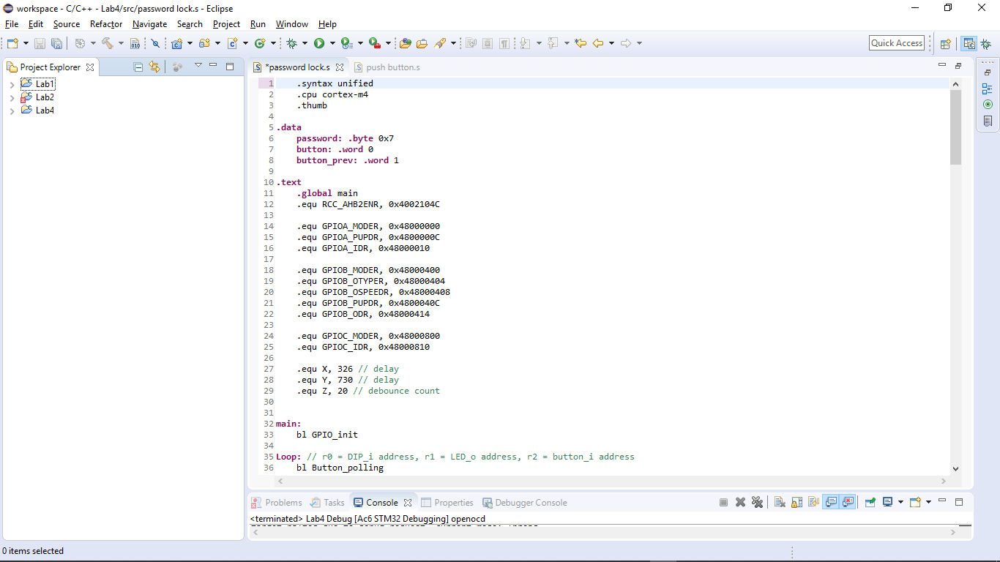 workspace - C/C++ - Lab4/src/password lock.s - Eclipse
File Edit Source Refactor Navigate Search Project Run Window Help
Quick Access
Project Explorer
Lab1
Lab2
Lab4
*password lock.s
push button.s
1 .syntax unified
2 .cpu cortex-m4
3 .thumb
4
5 .data
6 password: .byte 0x7
7 button: .word 0
8 button_prev: .word 1
9
10 .text
11 .global main
12 .equ RCC_AHB2ENR, 0x4002104C
13
14 .equ GPIOA_MODER, 0x48000000
15 .equ GPIOA_PUPDR, 0x4800000C
16 .equ GPIOA_IDR, 0x48000010
17
18 .equ GPIOB_MODER, 0x48000400
19 .equ GPIOB_OTYPER, 0x48000404
20 .equ GPIOB_OSPEEDR, 0x48000408
21 .equ GPIOB_PUPDR, 0x4800040C
22 .equ GPIOB_ODR, 0x48000414
23
24 .equ GPIOC_MODER, 0x48000800
25 .equ GPIOC_IDR, 0x48000810
26
27 .equ X, 326 // delay
28 .equ Y, 730 // delay
29 .equ Z, 20 // debounce count
30
31
32 main:
33 bl GPIO_init
34
35 Loop: // r0 = DIP_i address, r1 = LED_o address, r2 = button_i address
36 bl Button_polling
Problems Tasks Console Properties Debugger Console
<terminated> Lab4 Debug [Ac6 STM32 Debugging] openocd
0 items selected